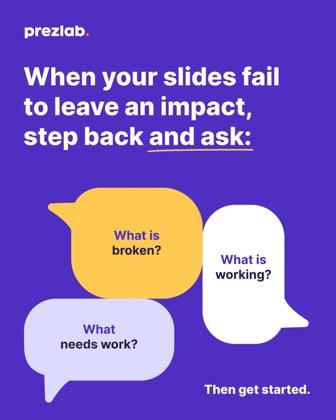 prezlab.
When your slides fail
to leave an impact,
step back and ask:
What is
broken?
What is
working?
What
needs work?
Then get started.